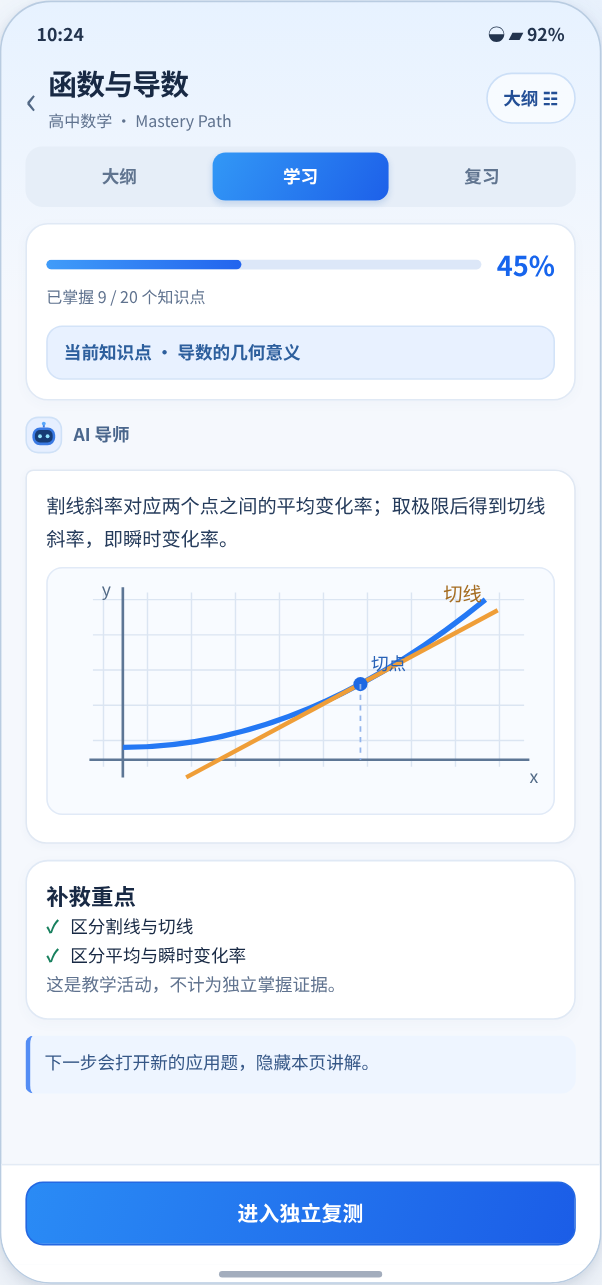 10:24
92%
函数与导数
高中数学 · Mastery Path
大纲
大纲
学习
复习
45%
已掌握 9 / 20 个知识点
当前知识点 · 导数的几何意义
AI 导师
割线斜率对应两个点之间的平均变化率；取极限后得到切线
斜率，即瞬时变化率。
y
切线
切点
x
补救重点
✓ 区分割线与切线
✓ 区分平均与瞬时变化率
这是教学活动，不计为独立掌握证据。
下一步会打开新的应用题，隐藏本页讲解。
进入独立复测